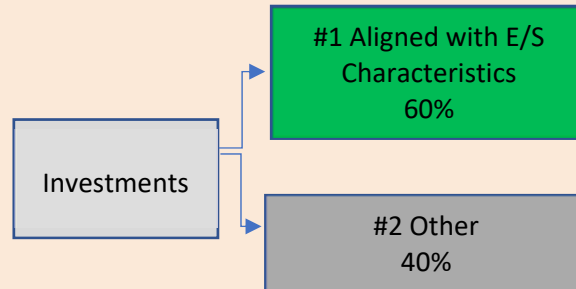 #1 Aligned with E/S
Characteristics
60%
Investments
#2 Other
40%